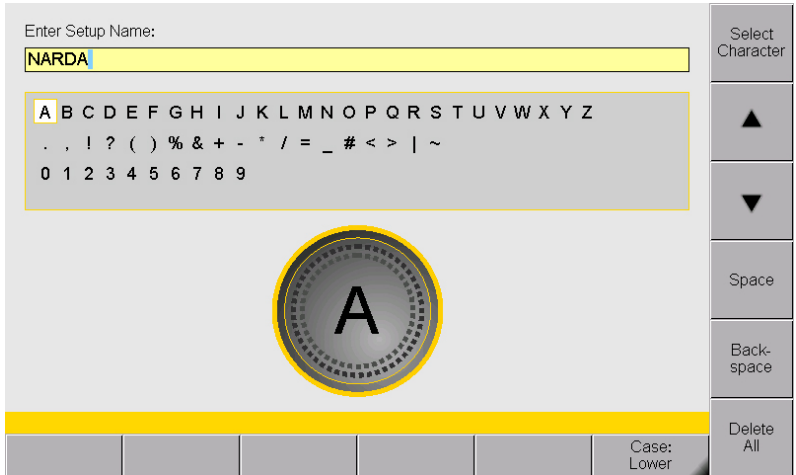 Enter Setup Name:
NARDA
A B C D E F G H I J K L M N O P Q R S T U V W X Y Z
. , ! ? ( ) % & + - * / = _ # < > | ~
0 1 2 3 4 5 6 7 8 9
A
Select
Character
▲
▼
Space
Back-
space
Delete
All
Case:
Lower